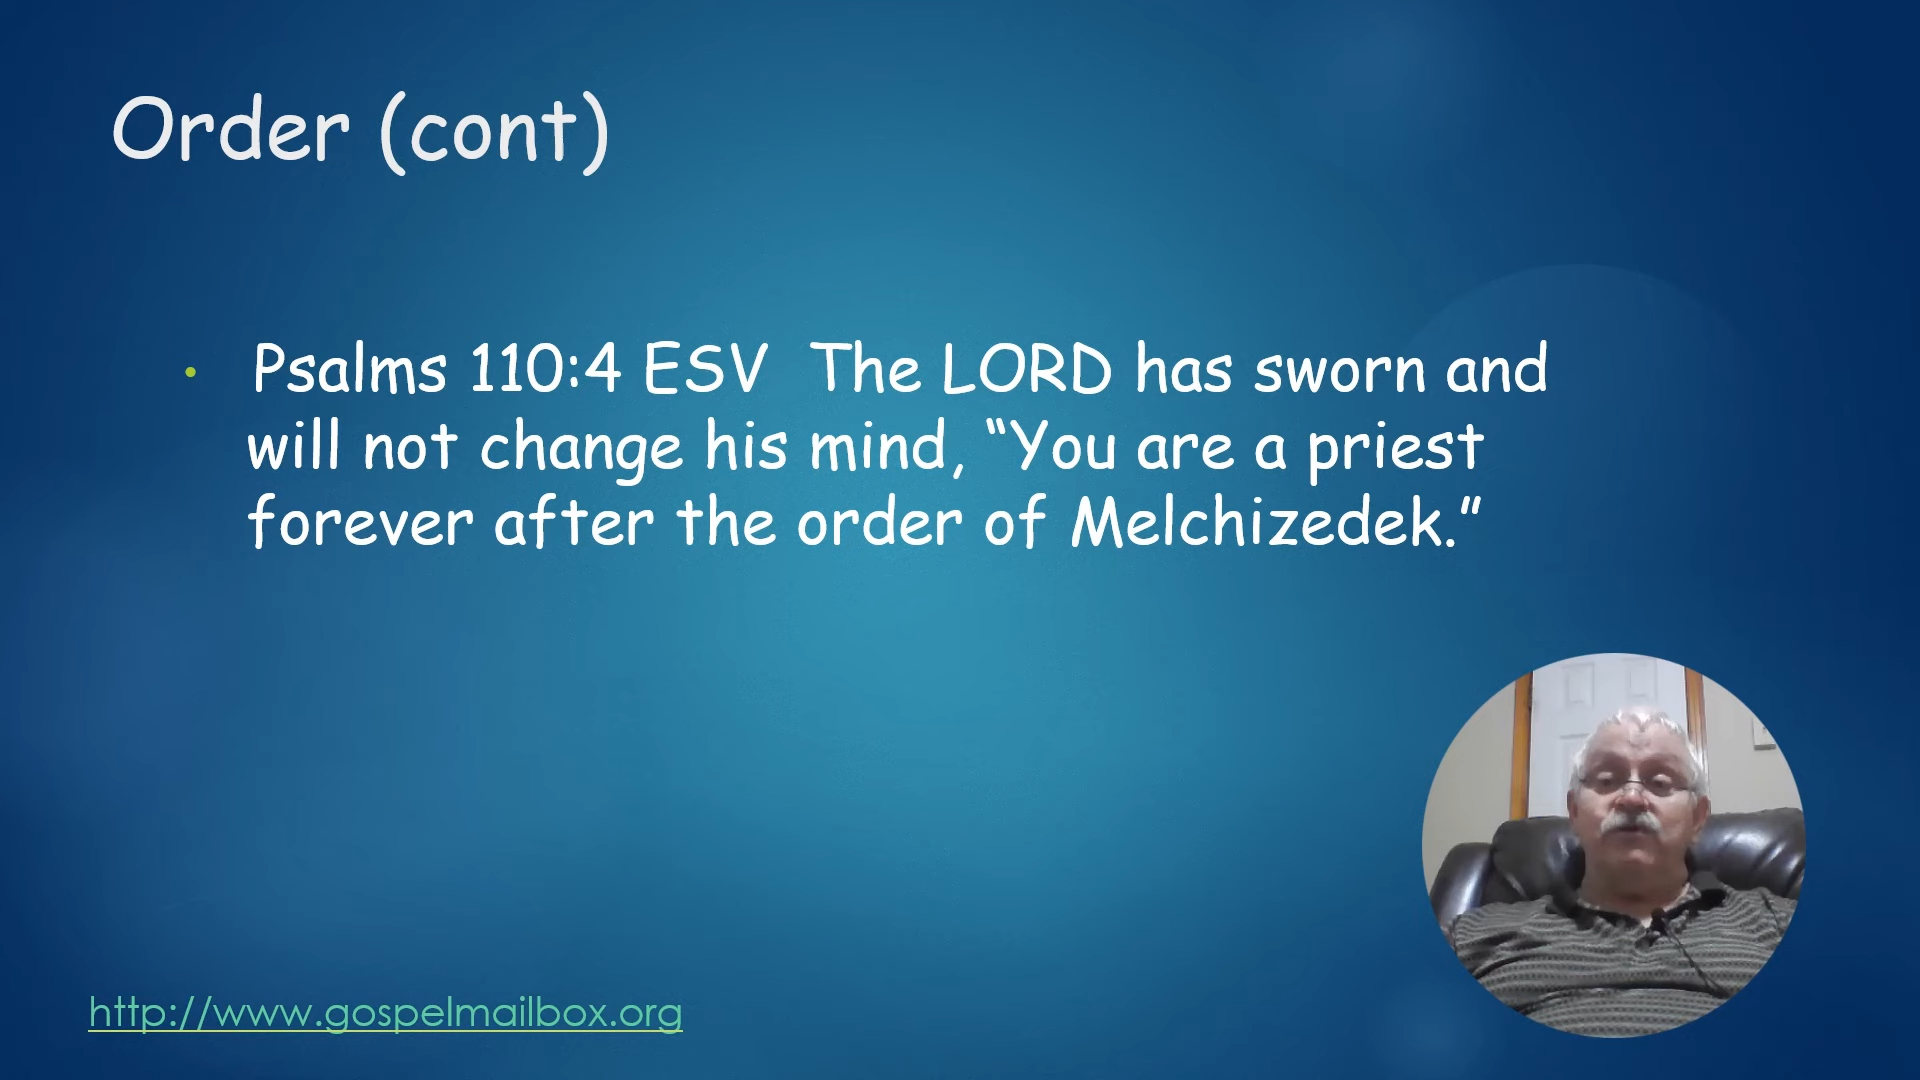 Order (cont)
• Psalms 110:4 ESV  The LORD has sworn and
will not change his mind, “You are a priest
forever after the order of Melchizedek.”
http://www.gospelmailbox.org